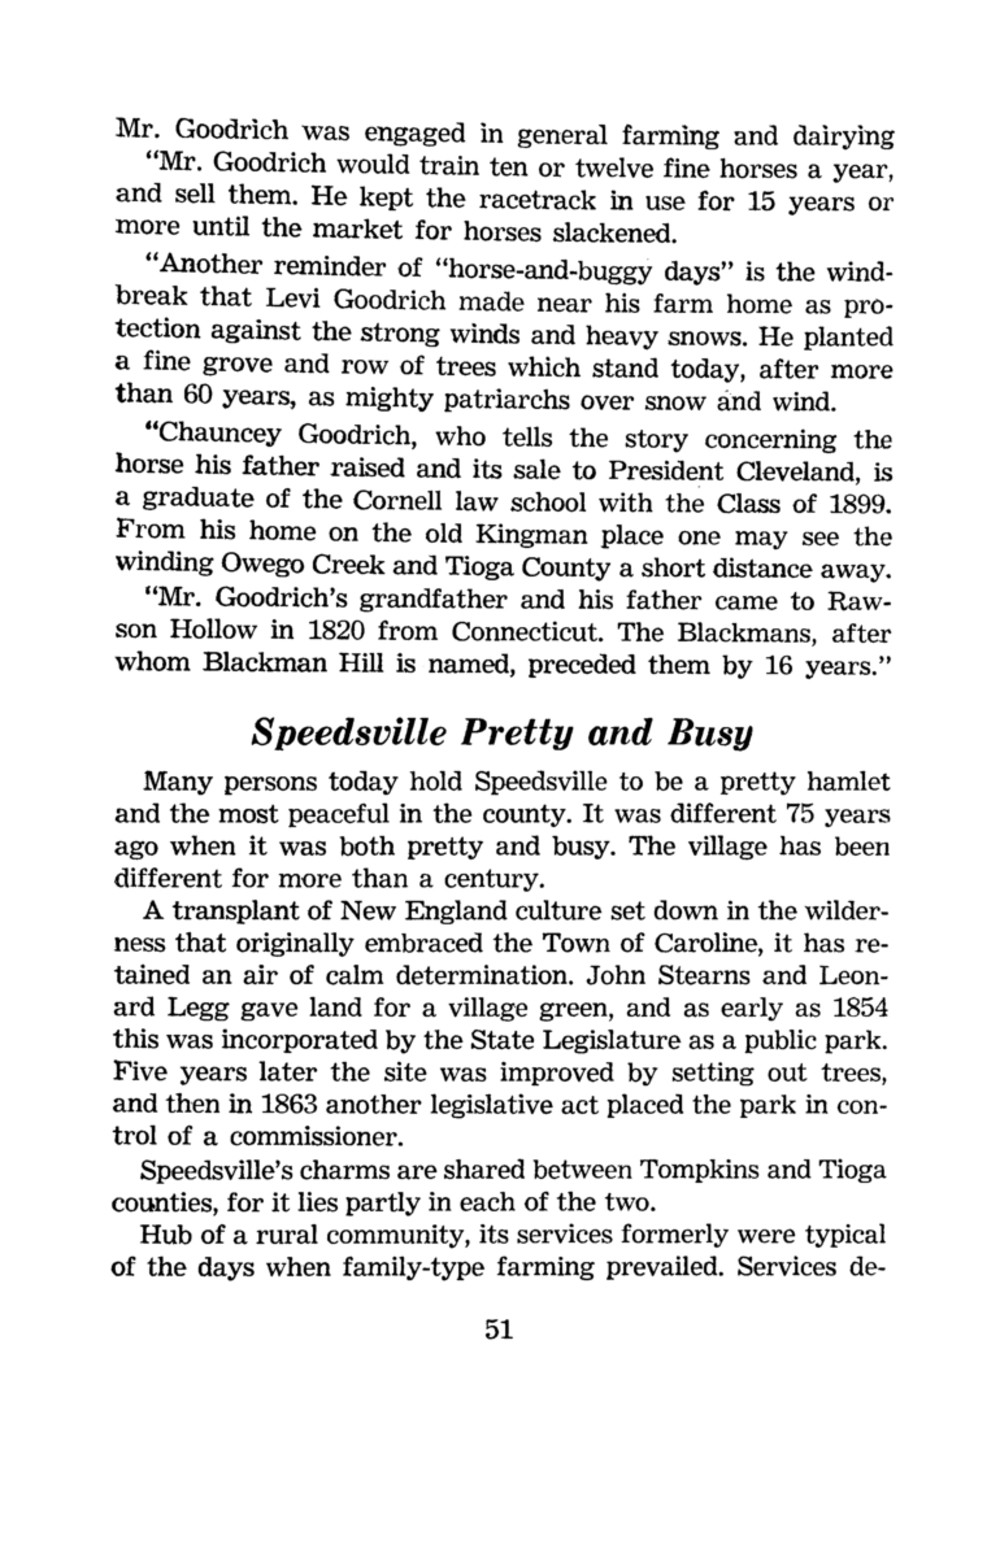 Mr. Goodrich was engaged in general farming and dairying
“Mr. Goodrich would train ten or twelve fine horses a year,
and sell them. He kept the racetrack in use for 15 years or
more until the market for horses slackened.
“Another reminder of “horse-and-buggy days” is the wind-
break that Levi Goodrich made near his farm home as pro-
tection against the strong winds and heavy snows. He planted
a fine grove and row of trees which stand today, after more
than 60 years, as mighty patriarchs over snow and wind.
“Chauncey Goodrich, who tells the story concerning the
horse his father raised and its sale to President Cleveland, is
a graduate of the Cornell law school with the Class of 1899.
From his home on the old Kingman place one may see the
winding Owego Creek and Tioga County a short distance away.
“Mr. Goodrich’s grandfather and his father came to Raw-
son Hollow in 1820 from Connecticut. The Blackmans, after
whom Blackman Hill is named, preceded them by 16 years.”
Speedsville Pretty and Busy
Many persons today hold Speedsville to be a pretty hamlet
and the most peaceful in the county. It was different 75 years
ago when it was both pretty and busy. The village has been
different for more than a century.
A transplant of New England culture set down in the wilder-
ness that originally embraced the Town of Caroline, it has re-
tained an air of calm determination. John Stearns and Leon-
ard Legg gave land for a village green, and as early as 1854
this was incorporated by the State Legislature as a public park.
Five years later the site was improved by setting out trees,
and then in 1863 another legislative act placed the park in con-
trol of a commissioner.
Speedsville’s charms are shared between Tompkins and Tioga
counties, for it lies partly in each of the two.
Hub of a rural community, its services formerly were typical
of the days when family-type farming prevailed. Services de-
51